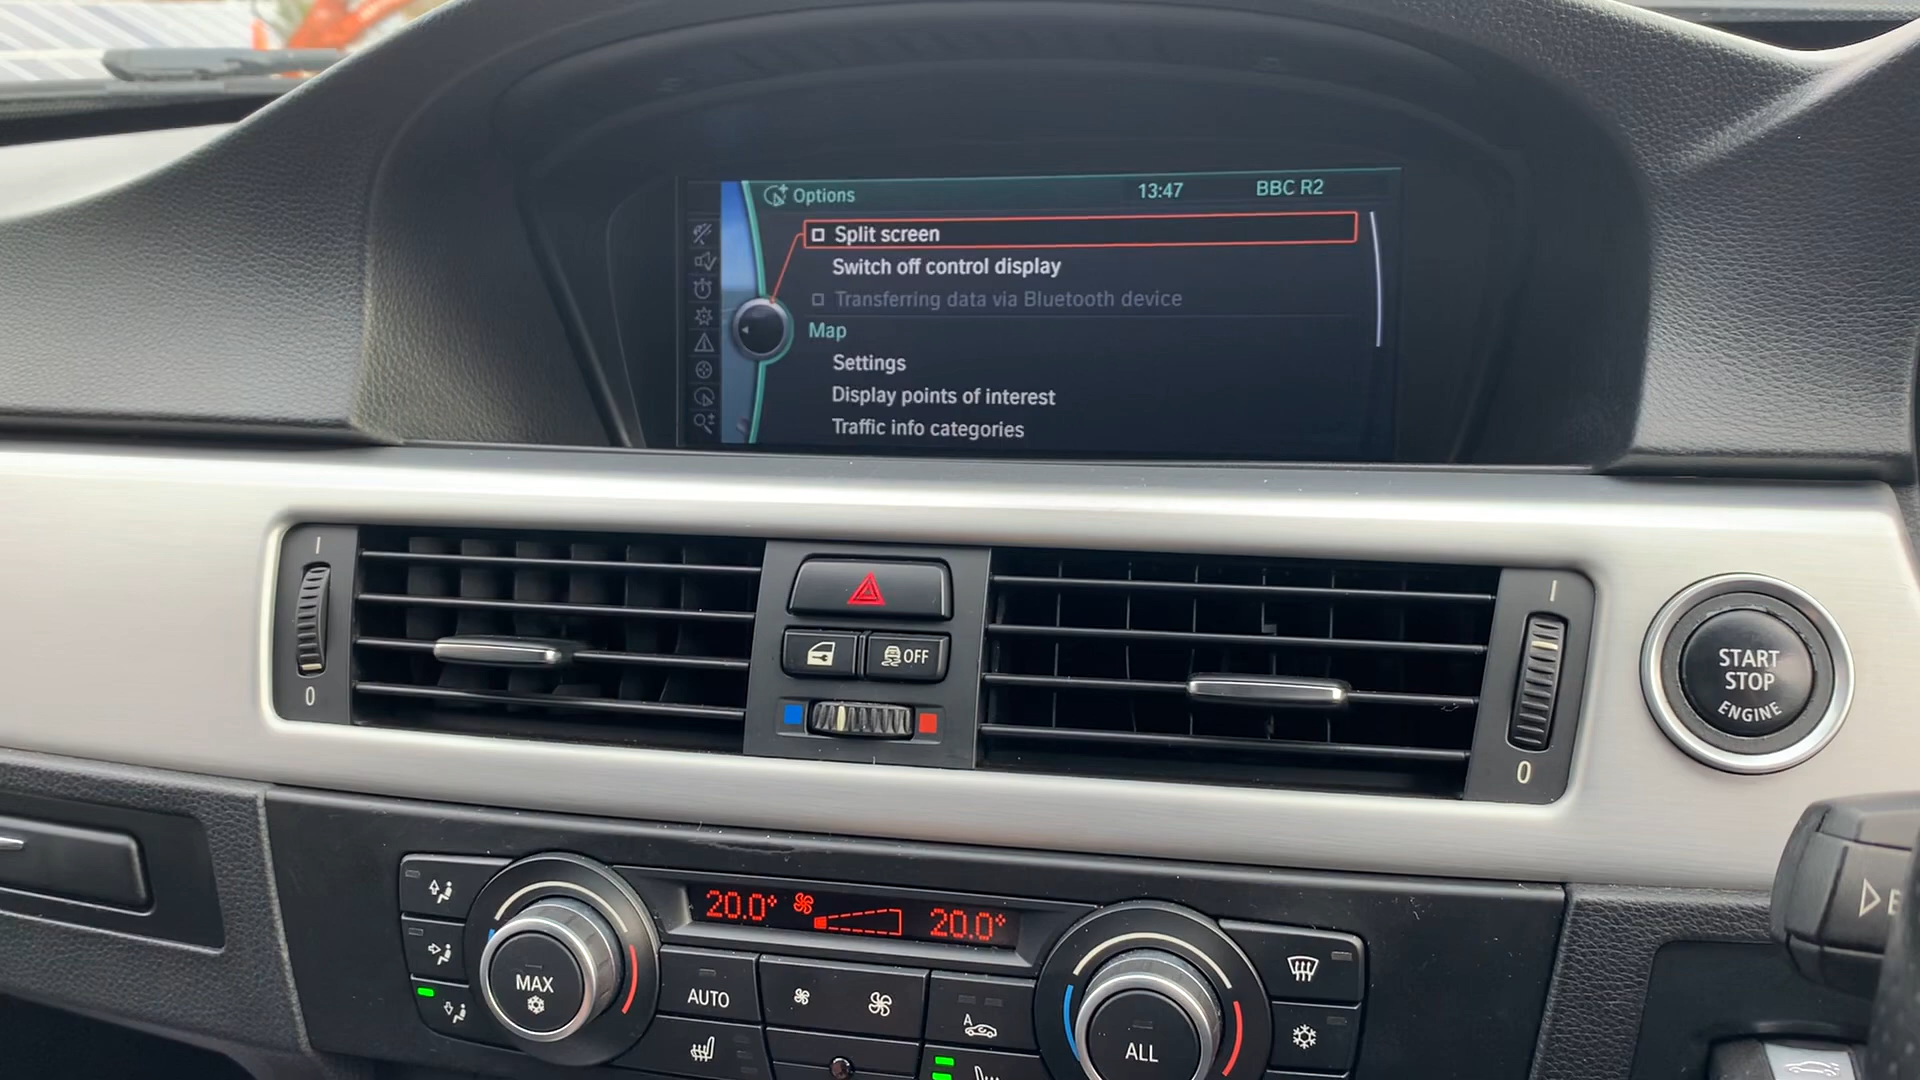 Options 13:47 BBC R2
Split screen
Switch off control display
Transferring data via Bluetooth device
Map
Settings
Display points of interest
Traffic info categories
OFF
0
0
START
STOP
ENGINE
20.0° 20.0°
MAX
AUTO
A
ALL